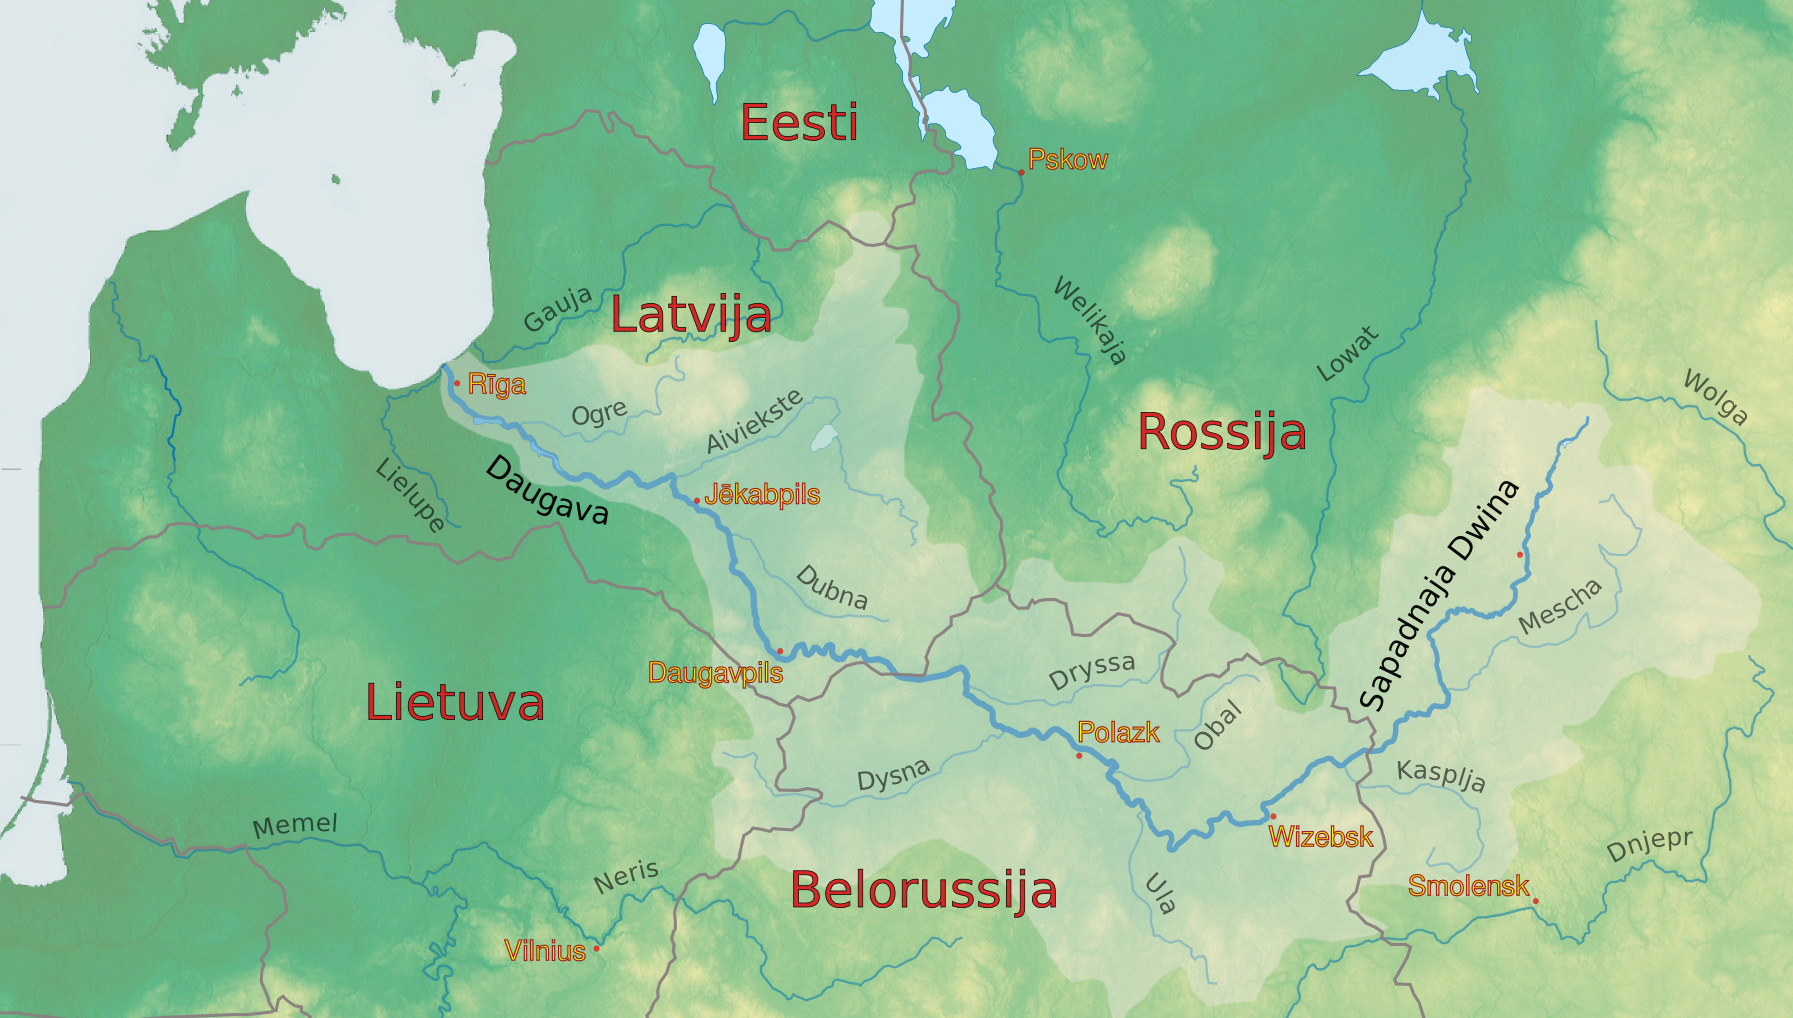 Eesti
Pskow
Gauja
Latvija
Welikaja
Lowat
Wolga
Rīga
Ogre
Aiviekste
Rossija
Lielupe
Daugava
Jēkabpils
Sapadnaja Dwina
Mescha
Dubna
Daugavpils
Dryssa
Lietuva
Obal
Polazk
Dysna
Kasplja
Memel
Wizebsk
Dnjepr
Neris
Belorussija
Ula
Smolensk
Vilnius